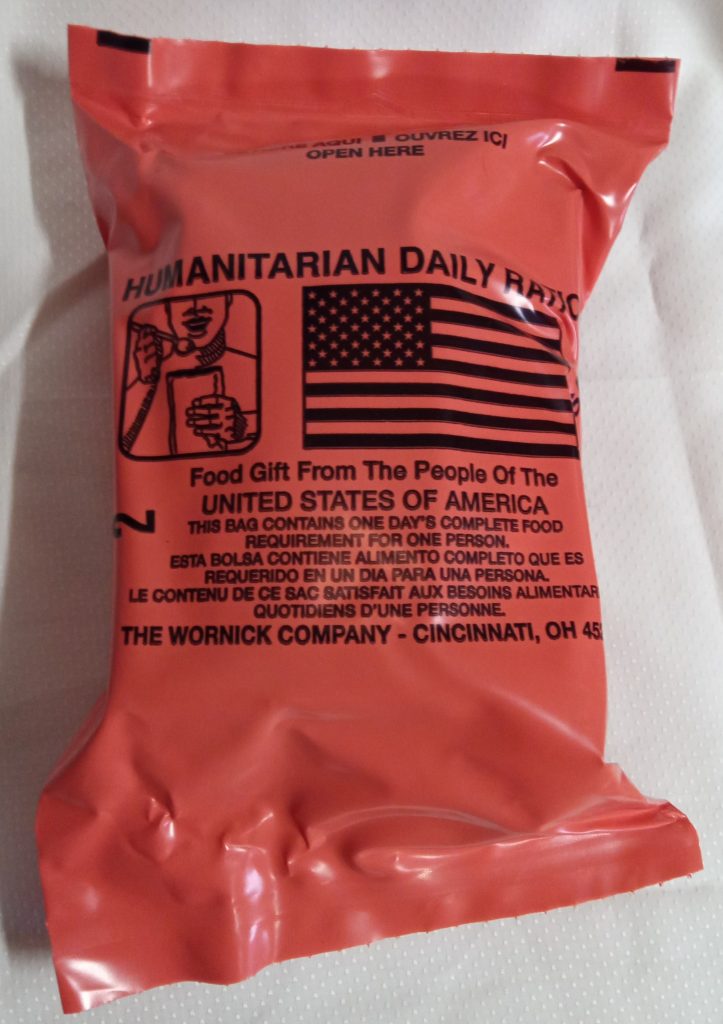 AQUI ■ OUVREZ ICI
OPEN HERE
HUMANITARIAN DAILY
Food Gift From The People Of The
UNITED STATES OF AMERICA
THIS BAG CONTAINS ONE DAY'S COMPLETE FOOD
REQUIREMENT FOR ONE PERSON.
ESTA BOLSA CONTIENE ALIMENTO COMPLETO QUE ES
REQUERIDO EN UN DIA PARA UNA PERSONA.
LE CONTENU DE CE SAC SATISFAIT AUX BESOINS
QUOTIDIENS D'UNE PERSONNE.
THE WORNICK COMPANY - CINCINNATI, OH
2